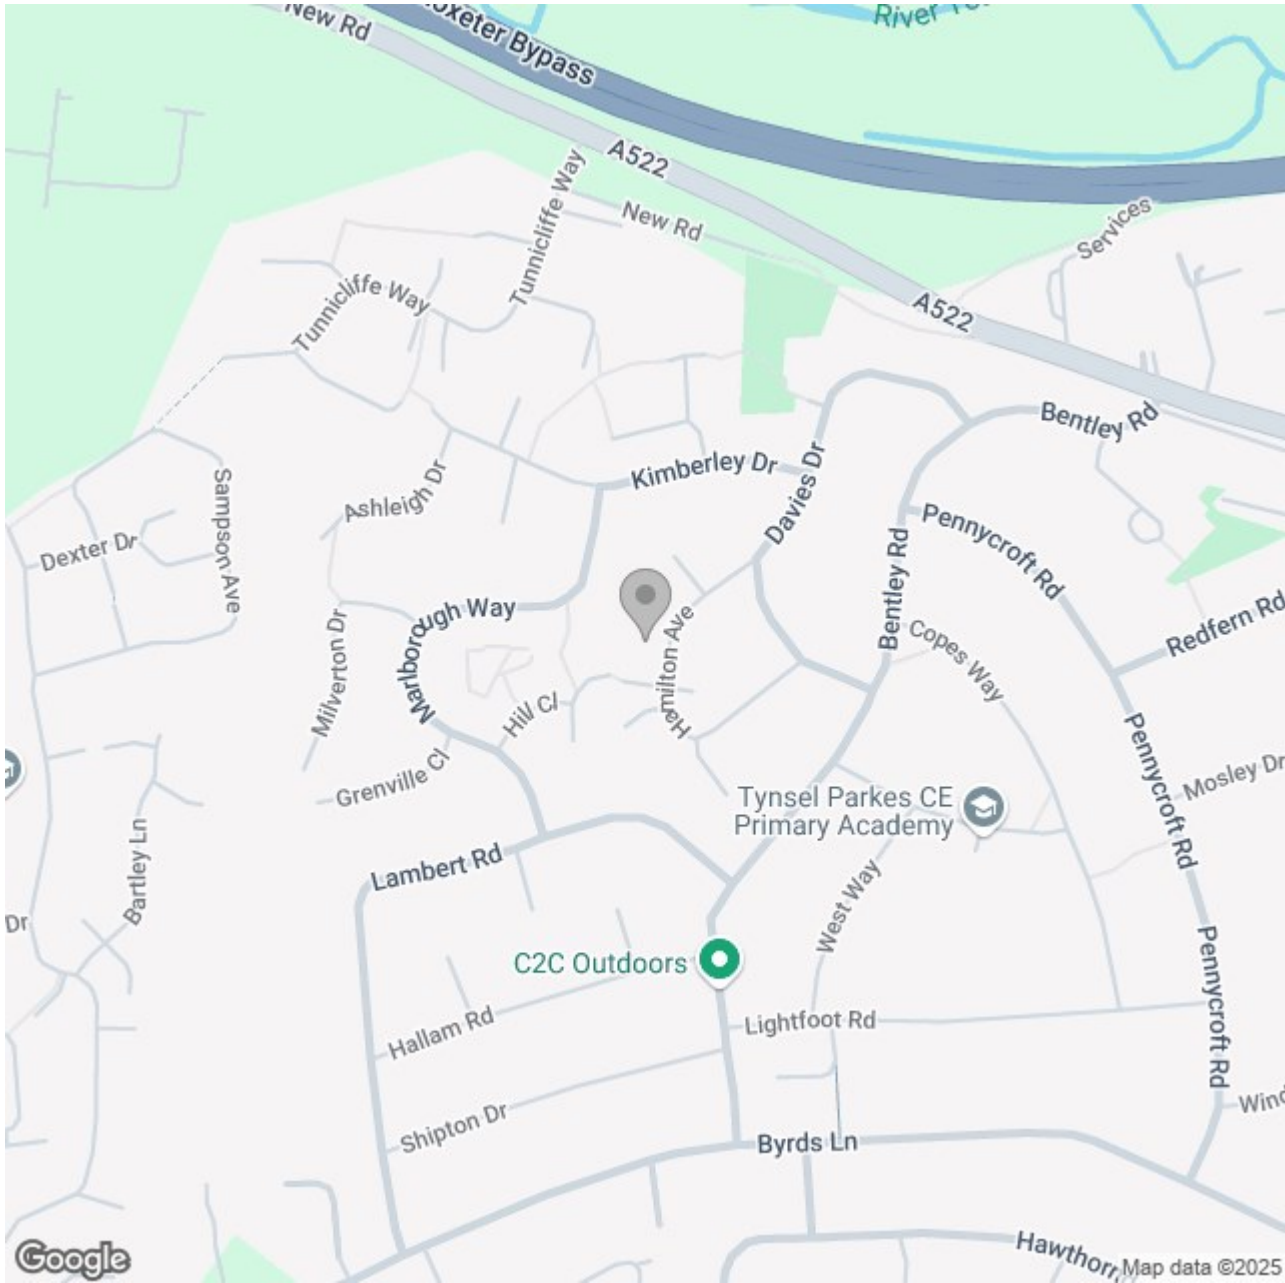 New Rd
oxeter Bypass
River
A522
Tunnicliffe Way
New Rd
Services
Tunnicliffe Way
A522
Bentley Rd
Kimberley Dr
Davies Dr
Sampson Ave
Ashleigh Dr
Dexter Dr
Pennycroft Rd
Bentley Rd
Marlborough Way
Hamilton Ave
Milverton Dr
Copes Way
Redfern Rd
Hill Cl
Pennycroft Rd
Grenville Cl
Mosley Dr
Tynsel Parkes CE
Primary Academy
Bartley Ln
Lambert Rd
West Way
Dr
C2C Outdoors
Pennycroft Rd
Hallam Rd
Lightfoot Rd
Shipton Dr
Wind
Byrds Ln
Hawthor
Google
Map data ©2025